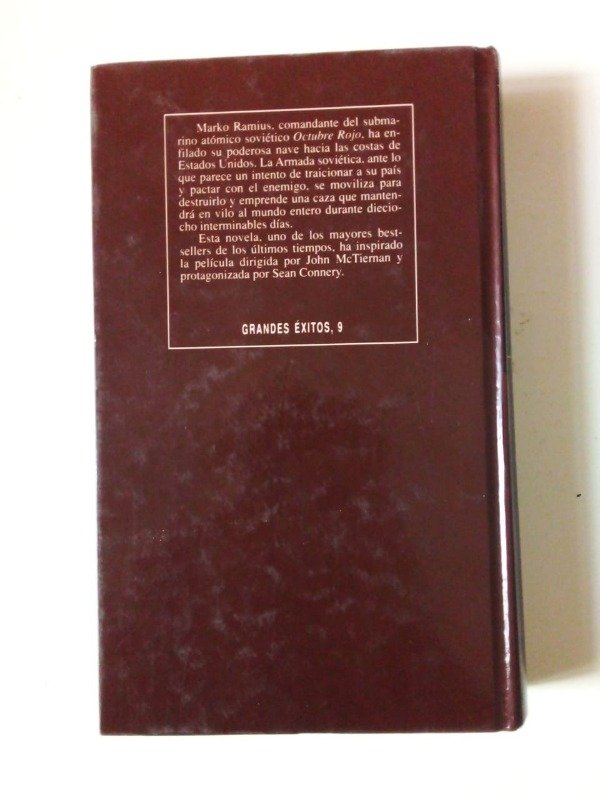 Marko Ramius, comandante del subma-
rino atómico soviético Octubre Rojo, ha en-
filado su poderosa nave hacia las costas de
Estados Unidos. La Armada soviética, ante lo
que parece un intento de traicionar a su país
y pactar con el enemigo, se moviliza para
destruirlo y emprende una caza que manten-
drá en vilo al mundo entero durante diecio-
cho interminables días.
Esta novela, uno de los mayores best-
sellers de los últimos tiempos, ha inspirado
la película dirigida por John McTiernan y
protagonizada por Sean Connery.
GRANDES ÉXITOS, 9